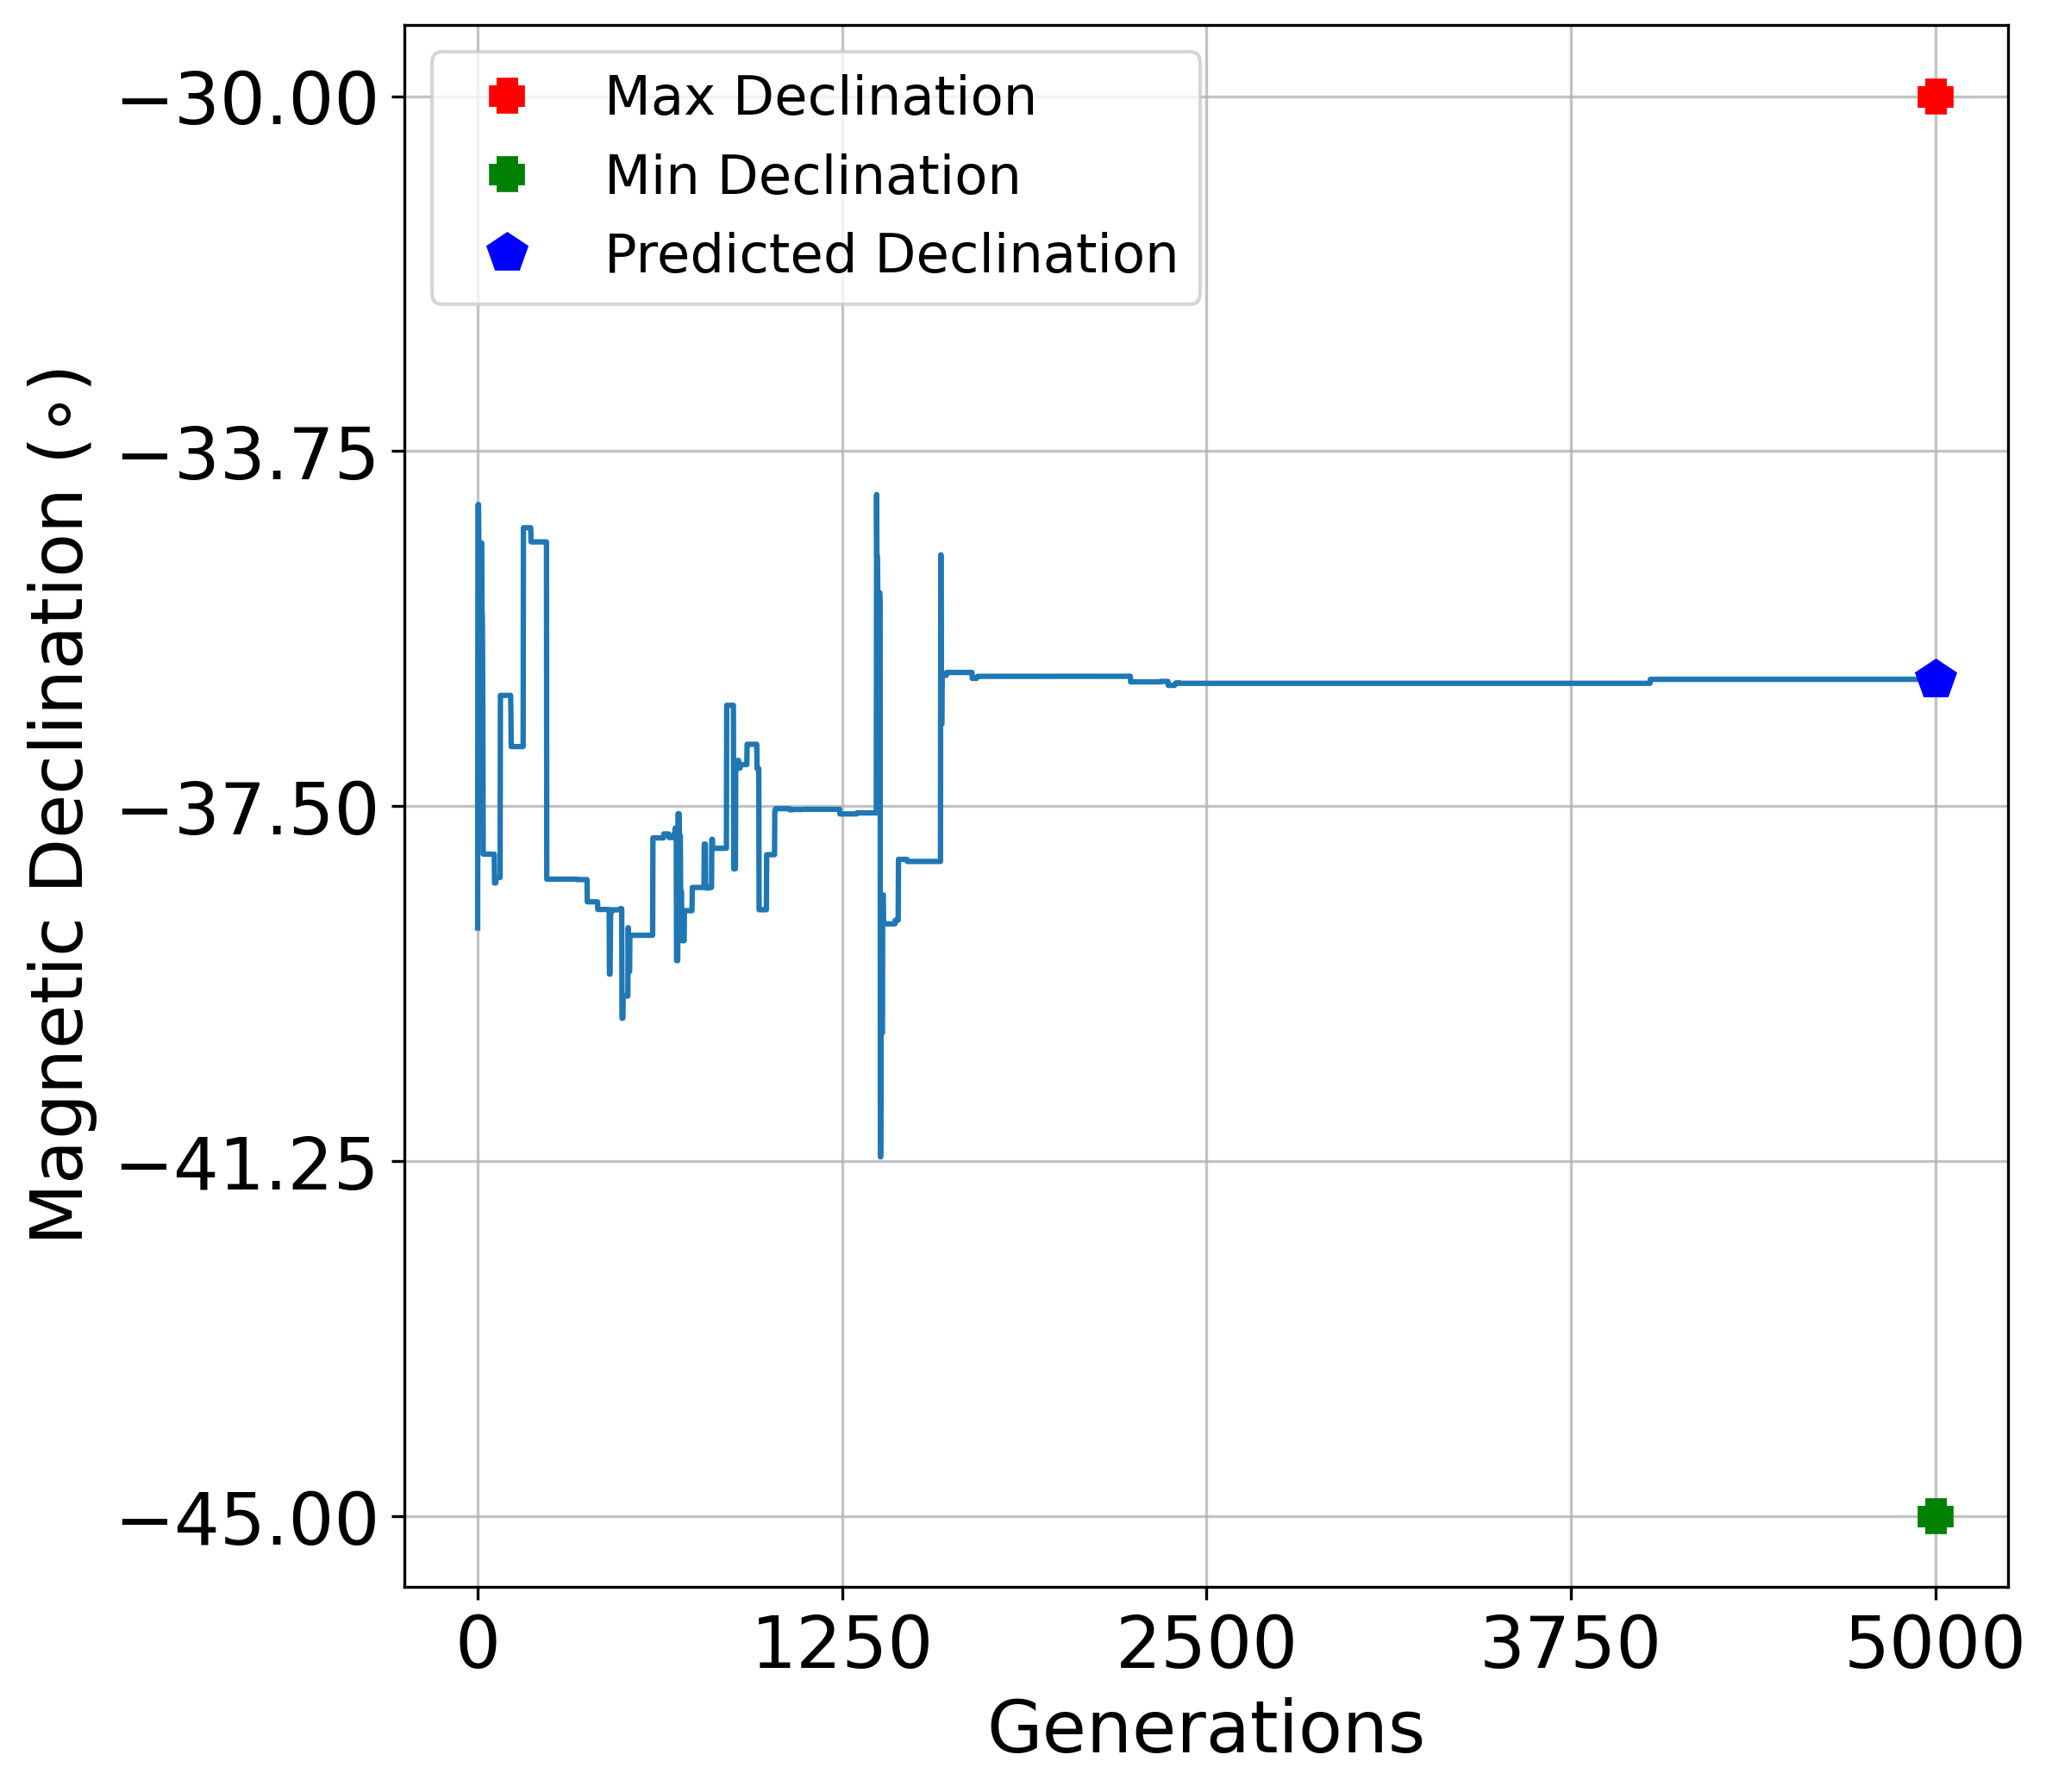 Max Declination
Min Declination
Predicted Declination
Magnetic Declination (∘)
−30.00
−33.75
−37.50
−41.25
−45.00
0 1250 2500 3750 5000
Generations